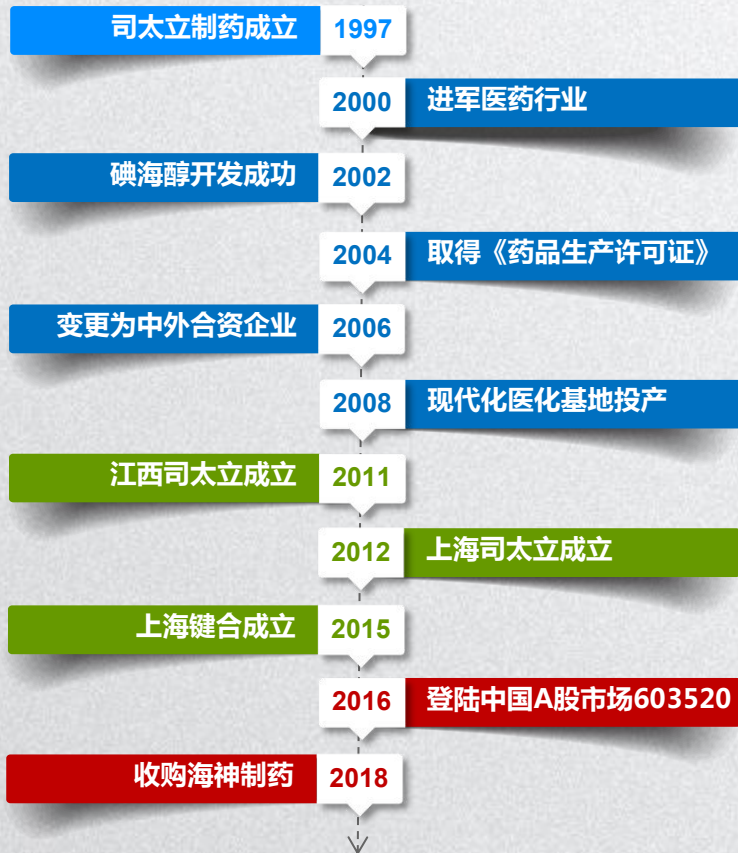 司太立制药成立 1997
2000 进军医药行业
碘海醇开发成功 2002
2004 取得《药品生产许可证》
变更为中外合资企业 2006
2008 现代化医化基地投产
江西司太立成立 2011
2012 上海司太立成立
上海键合成立 2015
2016 登陆中国A股市场603520
收购海神制药 2018